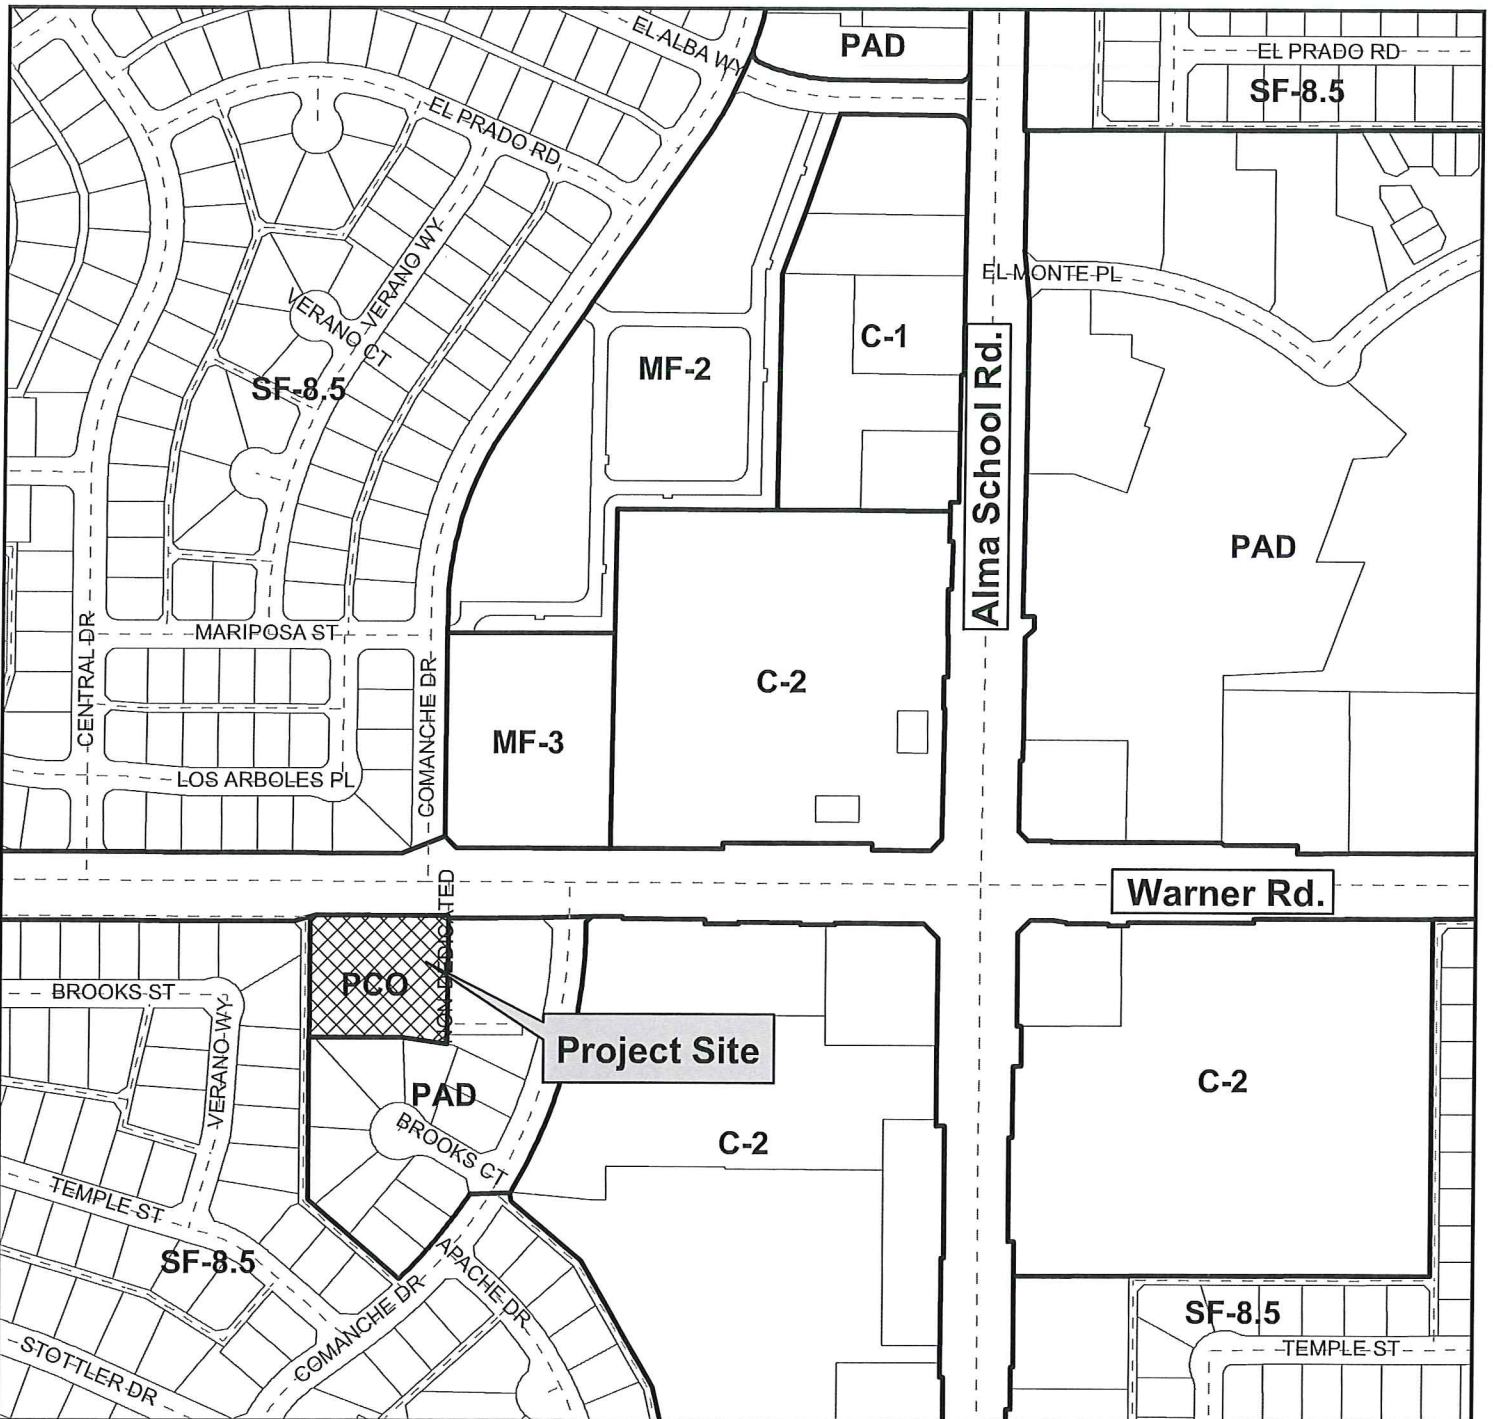 EL ALBA WY
PAD
EL PRADO RD
SF-8.5
EL PRADO RD
EL MONTE PL
VERANO WY
VERANO CT
C-1
MF-2
SF-8.5
Alma School Rd.
PAD
MARIPOSA ST
CENTRAL DR
COMANCHE DR
C-2
MF-3
LOS ARBOLES PL
Warner Rd.
NON DEDICATED
PCO
BROOKS ST
VERANO WY
Project Site
PAD
C-2
BROOKS CT
C-2
TEMPLE ST
SF-8.5
APACHE DR
COMANCHE DR
SF-8.5
TEMPLE ST
STOTTLER DR